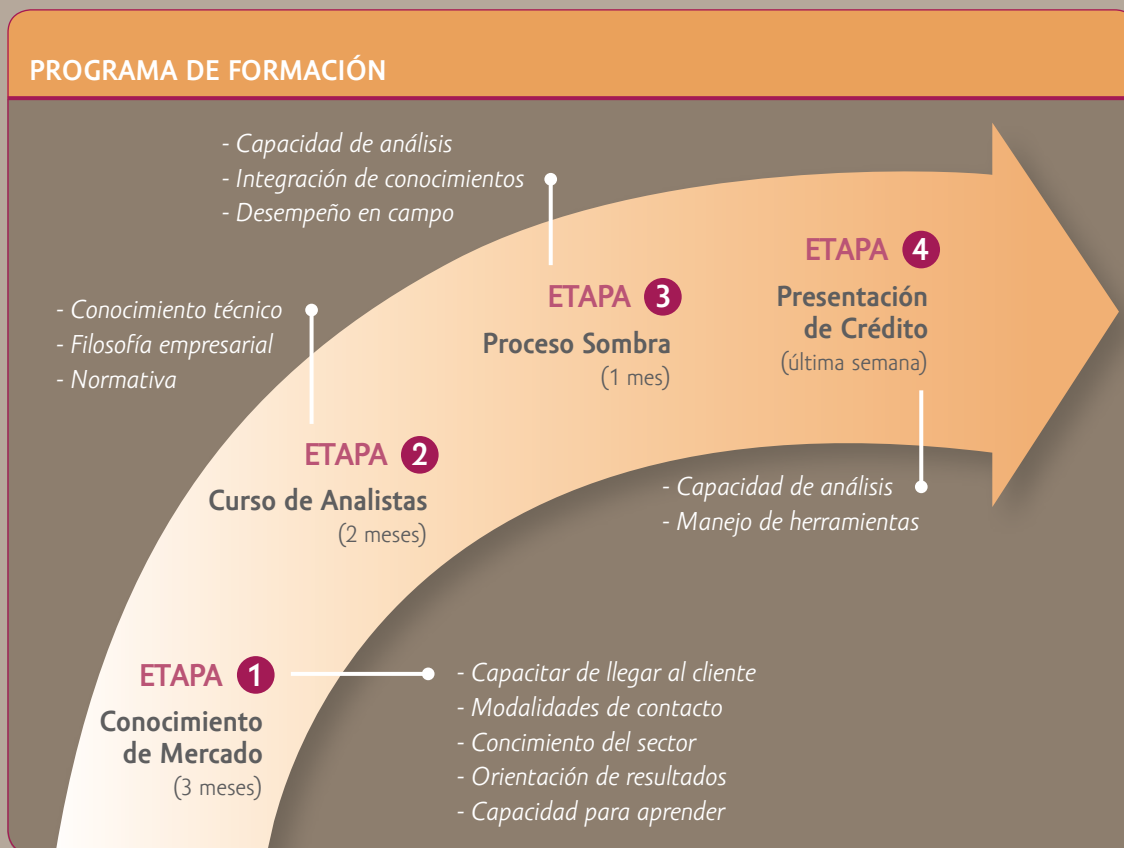 PROGRAMA DE FORMACIÓN
ETAPA 1
Conocimiento
de Mercado
(3 meses)
- Capacitar de llegar al cliente
- Modalidades de contacto
- Concimiento del sector
- Orientación de resultados
- Capacidad para aprender
ETAPA 2
Curso de Analistas
(2 meses)
- Conocimiento técnico
- Filosofía empresarial
- Normativa
ETAPA 3
Proceso Sombra
(1 mes)
- Capacidad de análisis
- Integración de conocimientos
- Desempeño en campo
ETAPA 4
Presentación
de Crédito
(última semana)
- Capacidad de análisis
- Manejo de herramientas